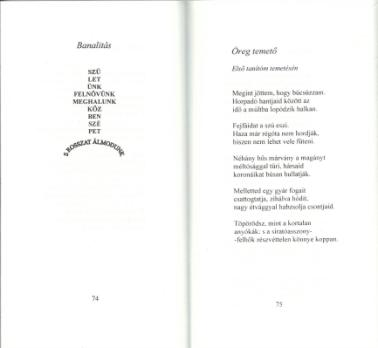 Banalitás
SZÜ
LET
ÜNK
FELNÖVÜNK
MEGHALUNK
KÖZ
BEN
SZÉ
PET
S ROSSZAT ÁLMODUNK
74
Öreg temető
Első tanítóm temetésén
Megint jöttem, hogy búcsúzzam.
Horpadó hantjaid között az
idő a múltba lopódzik halkan.
Fejfáidat a szú eszi.
Haza már régóta nem hordják,
hiszen nem lehet vele fűteni.
Néhány hűs márvány a magányt
méltósággal tűri, hársaid
koronáikat búsan hullatják.
Melletted egy gyár fogait
csattogtatja, zihálva hódít,
nagy étvággyal habzsolja csontjaid.
Töpörödsz, mint a kortalan
anyókák: s a siratóasszony-
-felhők részvéttelen könnye koppan.
75